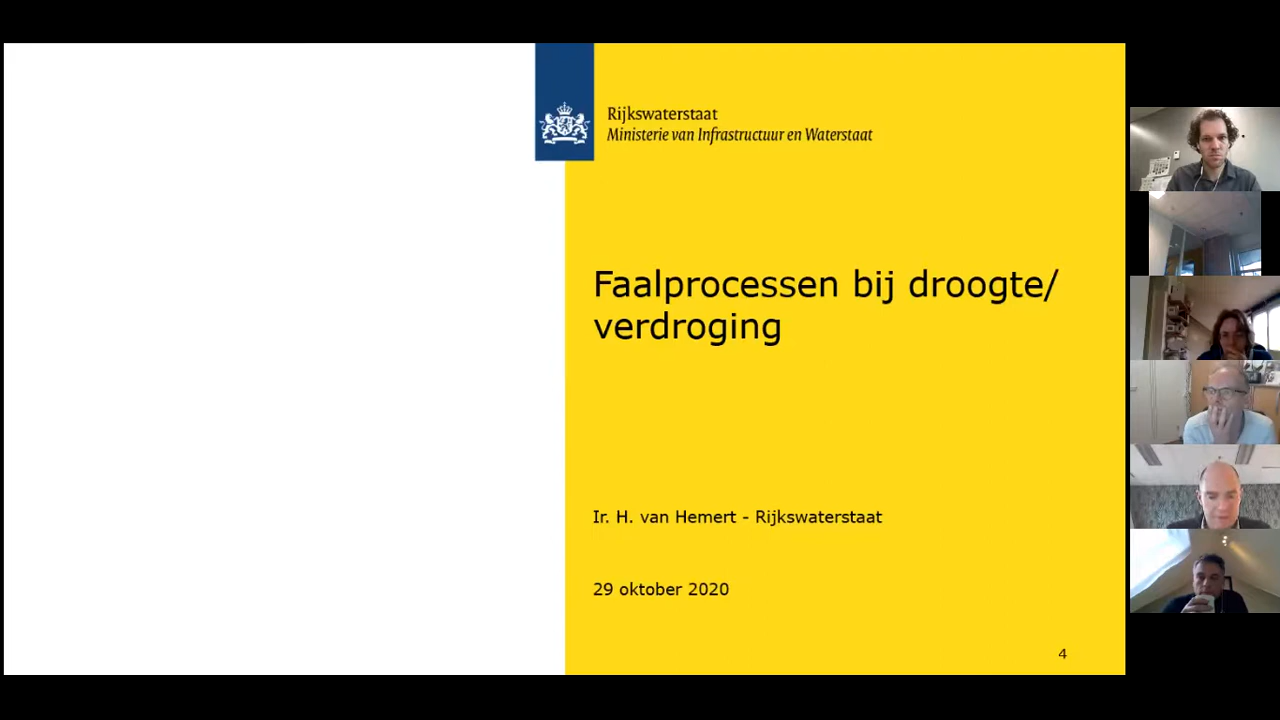 Rijkswaterstaat
Ministerie van Infrastructuur en Waterstaat
Faalprocessen bij droogte/
verdroging
Ir. H. van Hemert - Rijkswaterstaat
29 oktober 2020
4